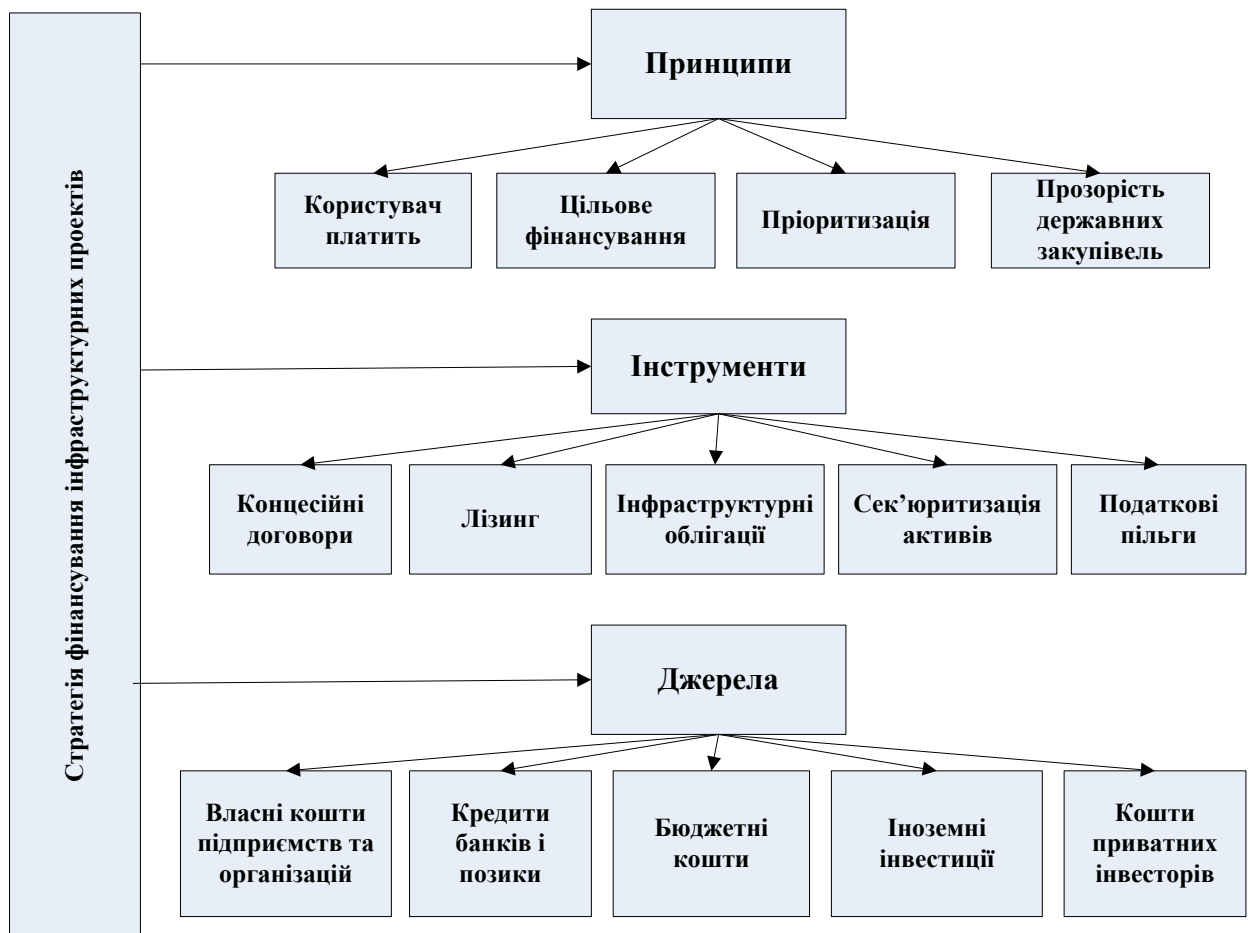 Стратегія фінансування інфраструктурних проектів
Принципи
Користувач
платить
Цільове
фінансування
Пріоритизація
Прозорість
державних
закупівель
Інструменти
Концесійні
договори
Лізинг
Інфраструктурні
облігації
Сек’юритизація
активів
Податкові
пільги
Джерела
Власні кошти
підприємств та
організацій
Кредити
банків і
позики
Бюджетні
кошти
Іноземні
інвестиції
Кошти
приватних
інвесторів